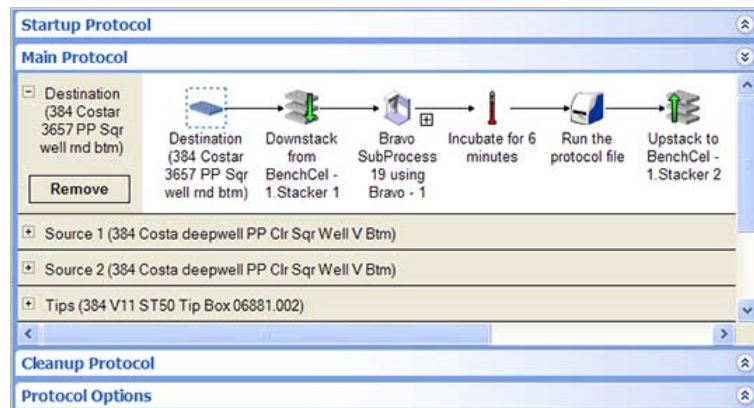 Startup Protocol
Main Protocol
Destination
(384 Costar
3657 PP Sqr
well rnd btm)
Remove
Destination
(384 Costar
3657 PP Sqr
well rnd btm)
Downstack
from
BenchCel -
1.Stacker 1
Bravo
SubProcess
19 using
Bravo - 1
Incubate for 6
minutes
Run the
protocol file
Upstack to
BenchCel -
1.Stacker 2
Source 1 (384 Costa deepwell PP Clr Sqr Well V Btm)
Source 2 (384 Costa deepwell PP Clr Sqr Well V Btm)
Tips (384 V11 ST50 Tip Box 06881.002)
Cleanup Protocol
Protocol Options